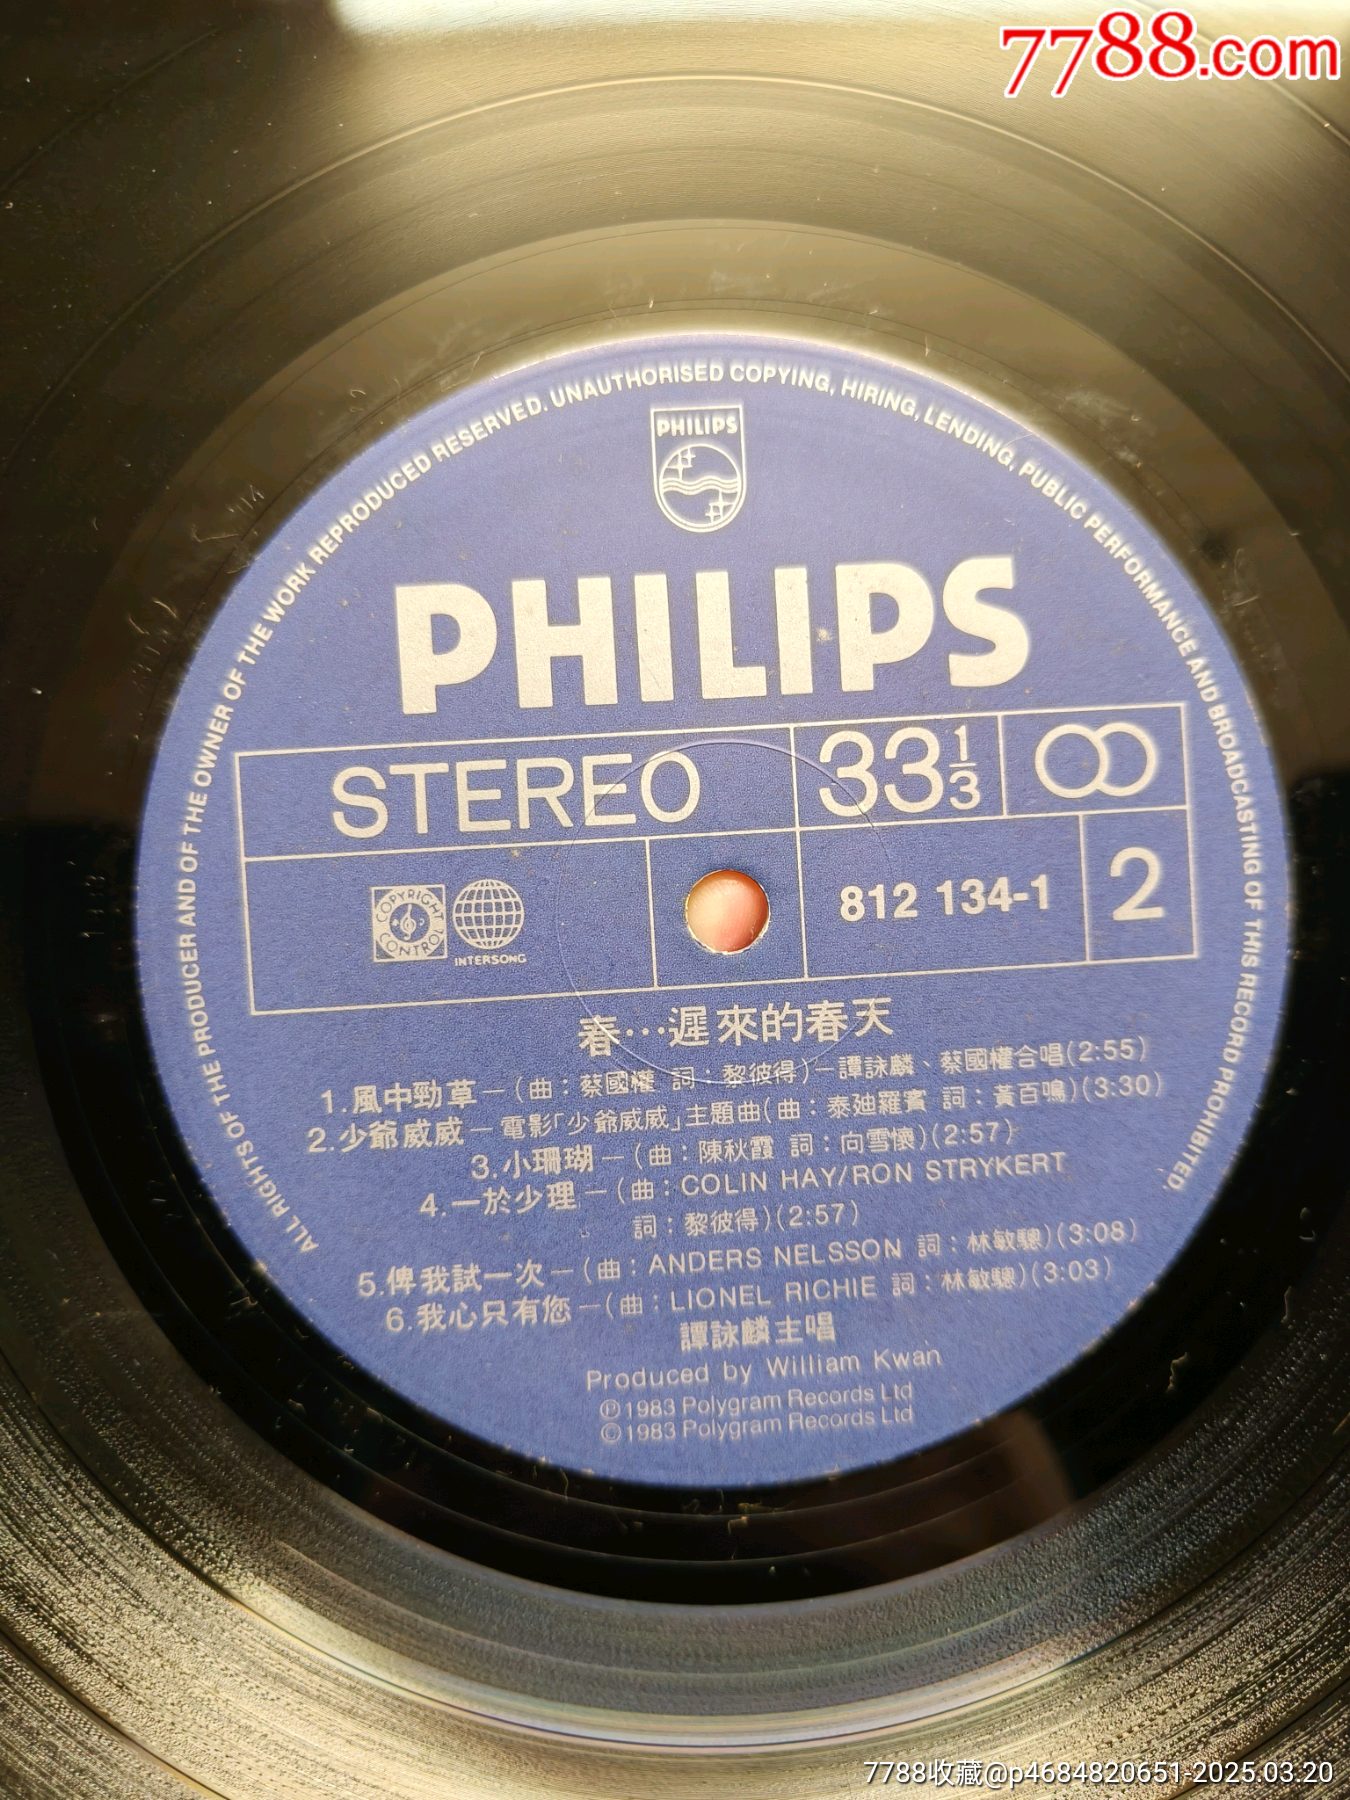 7788.com
ALL RIGHTS OF THE PRODUCER AND OF THE OWNER OF THE WORK REPRODUCED RESERVED. UNAUTHORISED COPYING, HIRING, LENDING, PUBLIC PERFORMANCE AND BROADCASTING OF THIS RECORD PROHIBITED.
PHILIPS
PHILIPS
STEREO 33 1/3
COPYRIGHT CONTROL INTERSONG 812 134-1 2
春…遲來的春天
1.風中勁草—(曲：蔡國權 詞：黎彼得)—譚詠麟、蔡國權合唱(2:55)
2.少爺威威—電影「少爺威威」主題曲(曲：泰廸羅賓 詞：黃百鳴)(3:30)
3.小珊瑚—(曲：陳秋霞 詞：向雪懷)(2:57)
4.一於少理—(曲：COLIN HAY/RON STRYKERT
詞：黎彼得)(2:57)
5.俾我試一次—(曲：ANDERS NELSSON 詞：林敏驄)(3:08)
6.我心只有您—(曲：LIONEL RICHIE 詞：林敏驄)(3:03)
譚詠麟主唱
Produced by William Kwan
Ⓟ1983 Polygram Records Ltd
©1983 Polygram Records Ltd
7788收藏@p4684820651-2025.03.20